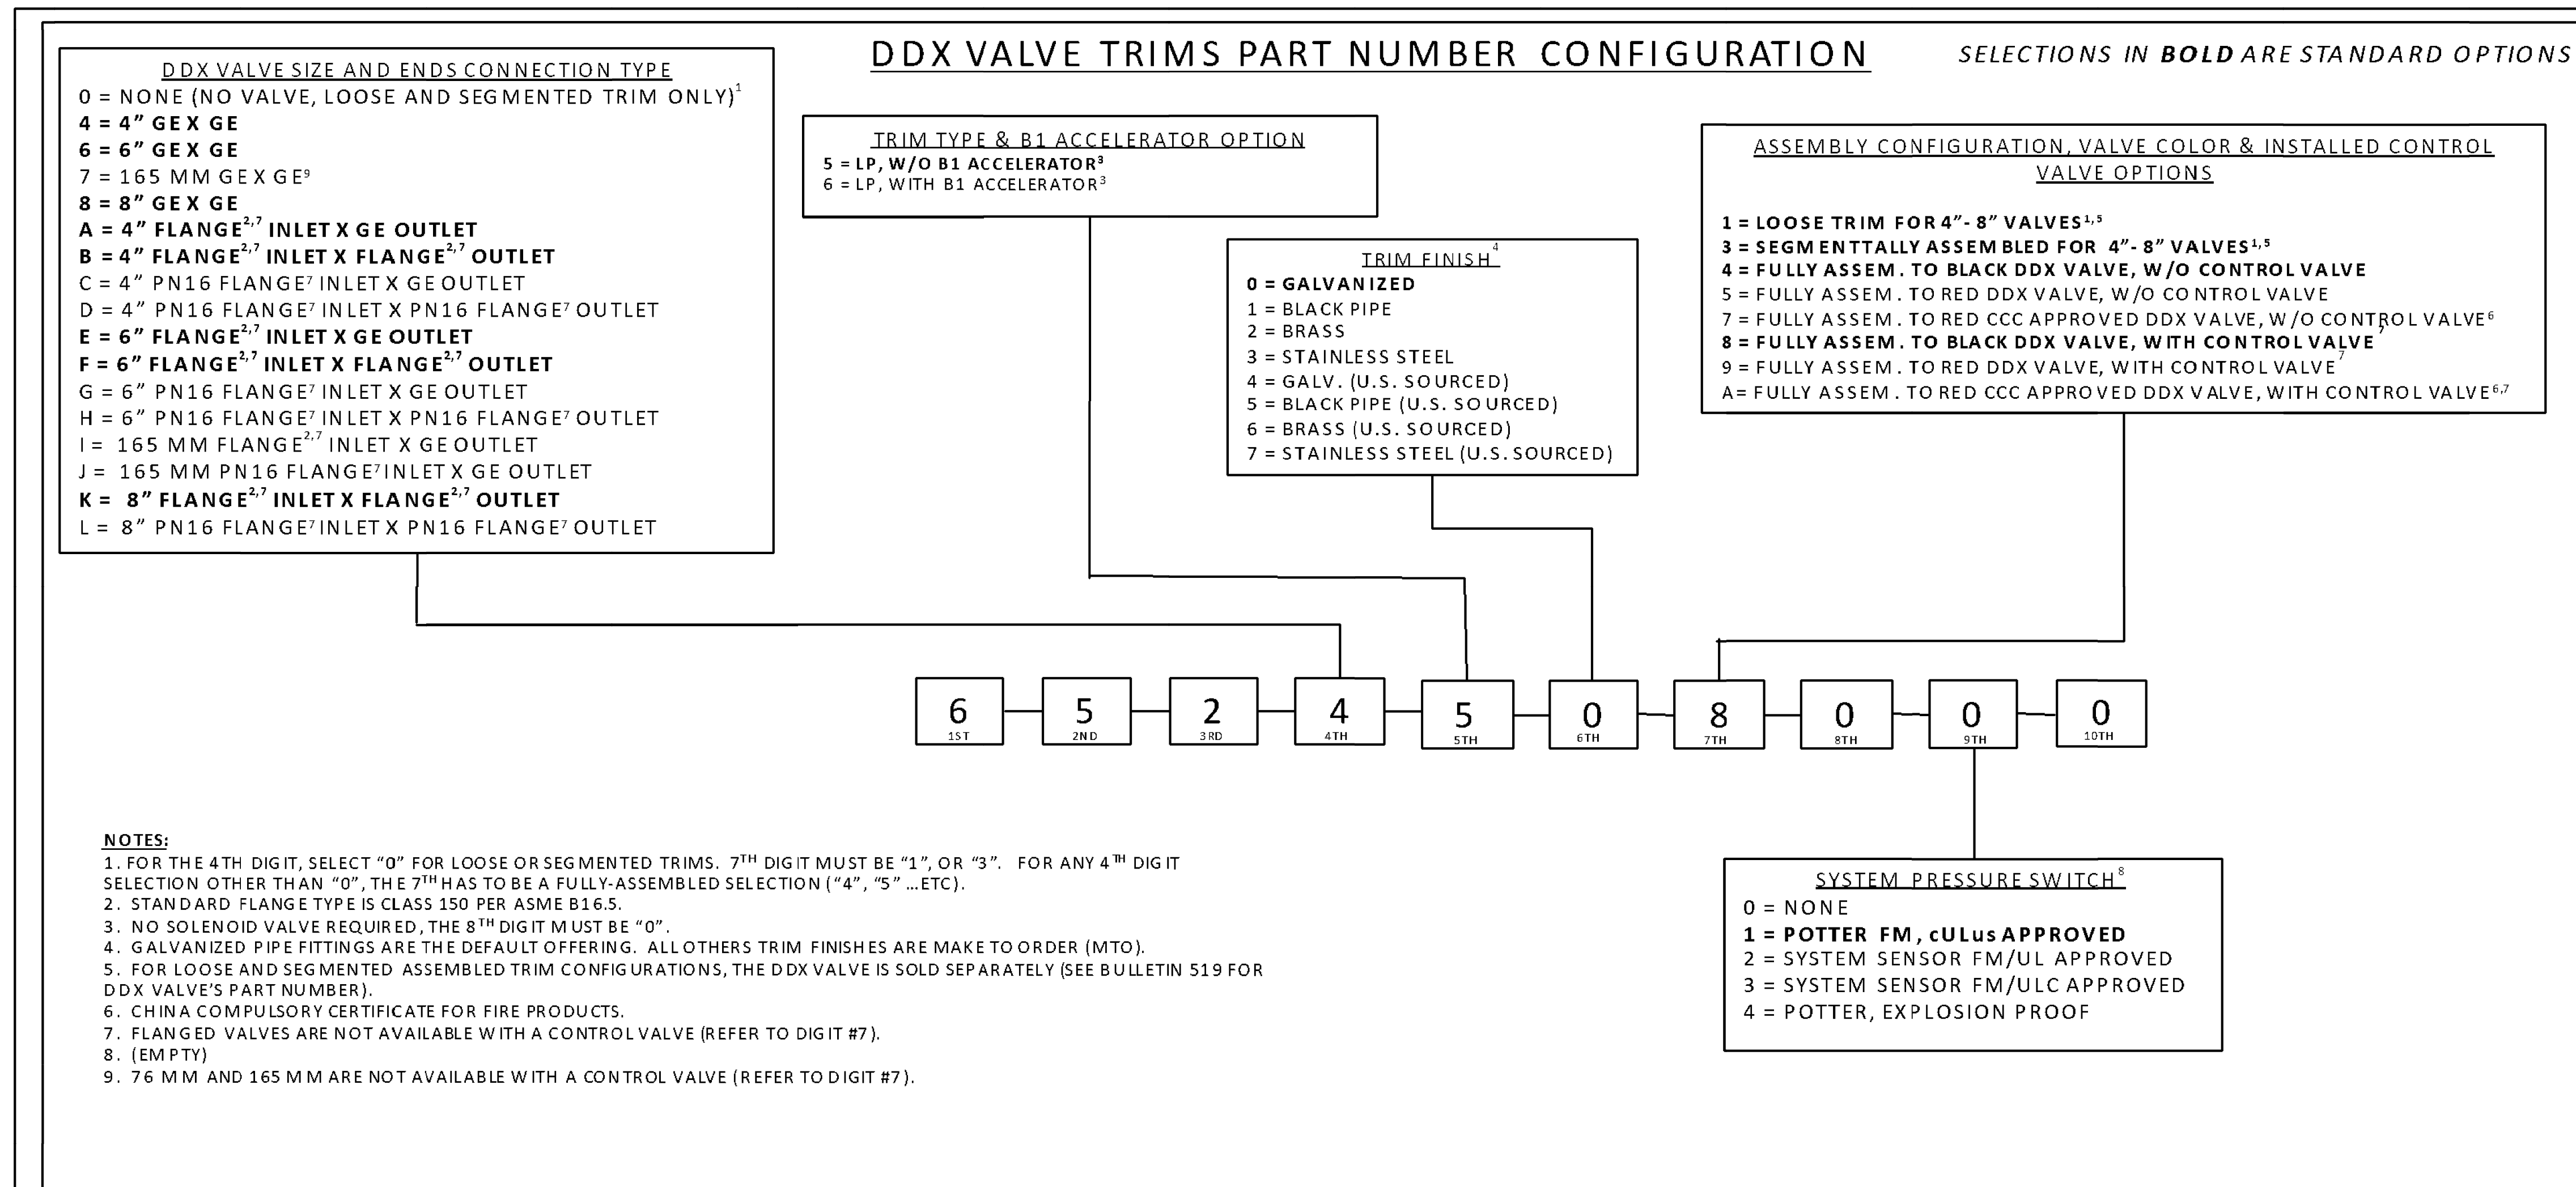 DDX VALVE TRIMS PART NUMBER CONFIGURATION
SELECTIONS IN BOLD ARE STANDARD OPTIONS
DDX VALVE SIZE AND ENDS CONNECTION TYPE
0 = NONE (NO VALVE, LOOSE AND SEGMENTED TRIM ONLY)¹
4 = 4” GE X GE
6 = 6” GE X GE
7 = 165 MM GE X GE⁹
8 = 8” GE X GE
A = 4” FLANGE²,⁷ INLET X GE OUTLET
B = 4” FLANGE²,⁷ INLET X FLANGE²,⁷ OUTLET
C = 4” PN16 FLANGE⁷ INLET X GE OUTLET
D = 4” PN16 FLANGE⁷ INLET X PN16 FLANGE⁷ OUTLET
E = 6” FLANGE²,⁷ INLET X GE OUTLET
F = 6” FLANGE²,⁷ INLET X FLANGE²,⁷ OUTLET
G = 6” PN16 FLANGE⁷ INLET X GE OUTLET
H = 6” PN16 FLANGE⁷ INLET X PN16 FLANGE⁷ OUTLET
I = 165 MM FLANGE²,⁷ INLET X GE OUTLET
J = 165 MM PN16 FLANGE⁷ INLET X GE OUTLET
K = 8” FLANGE²,⁷ INLET X FLANGE²,⁷ OUTLET
L = 8” PN16 FLANGE⁷ INLET X PN16 FLANGE⁷ OUTLET
TRIM TYPE & B1 ACCELERATOR OPTION
5 = LP, W/O B1 ACCELERATOR³
6 = LP, WITH B1 ACCELERATOR³
TRIM FINISH⁴
0 = GALVANIZED
1 = BLACK PIPE
2 = BRASS
3 = STAINLESS STEEL
4 = GALV. (U.S. SOURCED)
5 = BLACK PIPE (U.S. SOURCED)
6 = BRASS (U.S. SOURCED)
7 = STAINLESS STEEL (U.S. SOURCED)
ASSEMBLY CONFIGURATION, VALVE COLOR & INSTALLED CONTROL
VALVE OPTIONS
1 = LOOSE TRIM FOR 4”- 8” VALVES¹,⁵
3 = SEGMENTTALLY ASSEMBLED FOR 4”- 8” VALVES¹,⁵
4 = FULLY ASSEM. TO BLACK DDX VALVE, W/O CONTROL VALVE
5 = FULLY ASSEM. TO RED DDX VALVE, W/O CONTROL VALVE
7 = FULLY ASSEM. TO RED CCC APPROVED DDX VALVE, W/O CONTROL VALVE⁶
8 = FULLY ASSEM. TO BLACK DDX VALVE, WITH CONTROL VALVE⁷
9 = FULLY ASSEM. TO RED DDX VALVE, WITH CONTROL VALVE⁷
A= FULLY ASSEM. TO RED CCC APPROVED DDX VALVE, WITH CONTROL VALVE⁶,⁷
6 5 2 4 5 0 8 0 0 0
1ST 2ND 3RD 4TH 5TH 6TH 7TH 8TH 9TH 10TH
SYSTEM PRESSURE SWITCH⁸
0 = NONE
1 = POTTER FM, cULus APPROVED
2 = SYSTEM SENSOR FM/UL APPROVED
3 = SYSTEM SENSOR FM/ULC APPROVED
4 = POTTER, EXPLOSION PROOF
NOTES:
1. FOR THE 4TH DIGIT, SELECT “0” FOR LOOSE OR SEGMENTED TRIMS. 7TH DIGIT MUST BE “1”, OR “3”. FOR ANY 4TH DIGIT
SELECTION OTHER THAN “0”, THE 7TH HAS TO BE A FULLY-ASSEMBLED SELECTION (“4”, “5” ...ETC).
2. STANDARD FLANGE TYPE IS CLASS 150 PER ASME B16.5.
3. NO SOLENOID VALVE REQUIRED, THE 8TH DIGIT MUST BE “0”.
4. GALVANIZED PIPE FITTINGS ARE THE DEFAULT OFFERING. ALL OTHERS TRIM FINISHES ARE MAKE TO ORDER (MTO).
5. FOR LOOSE AND SEGMENTED ASSEMBLED TRIM CONFIGURATIONS, THE DDX VALVE IS SOLD SEPARATELY (SEE BULLETIN 519 FOR
DDX VALVE’S PART NUMBER).
6. CHINA COMPULSORY CERTIFICATE FOR FIRE PRODUCTS.
7. FLANGED VALVES ARE NOT AVAILABLE WITH A CONTROL VALVE (REFER TO DIGIT #7).
8. (EMPTY)
9. 76 MM AND 165 MM ARE NOT AVAILABLE WITH A CONTROL VALVE (REFER TO DIGIT #7).